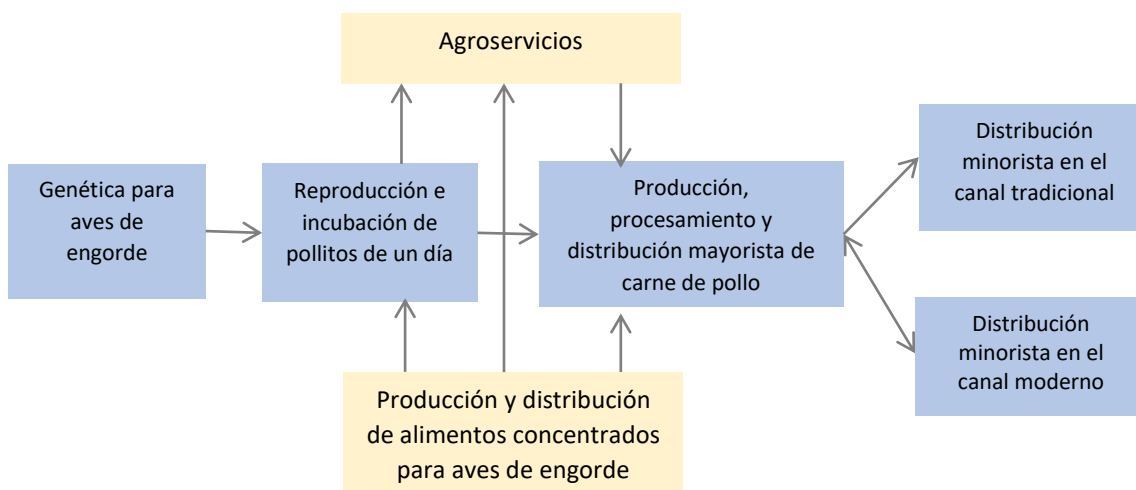 Agroservicios
Genética para
aves de
engorde
Reproducción e
incubación de
pollitos de un día
Producción,
procesamiento y
distribución mayorista de
carne de pollo
Distribución
minorista en el
canal tradicional
Distribución
minorista en el
canal moderno
Producción y distribución
de alimentos concentrados
para aves de engorde